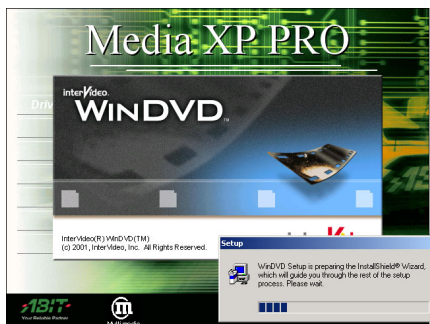 Media XP PRO
Driv
InterVideo.
WINDVD™
InterVideo(R) WinDVD(TM)
(c) 2001, InterVideo, Inc. All Rights Reserved.
Setup
WinDVD Setup is preparing the InstallShield® Wizard,
which will guide you through the rest of the setup
process. Please wait.
ABIT
Your Reliable Partner
Multimedia